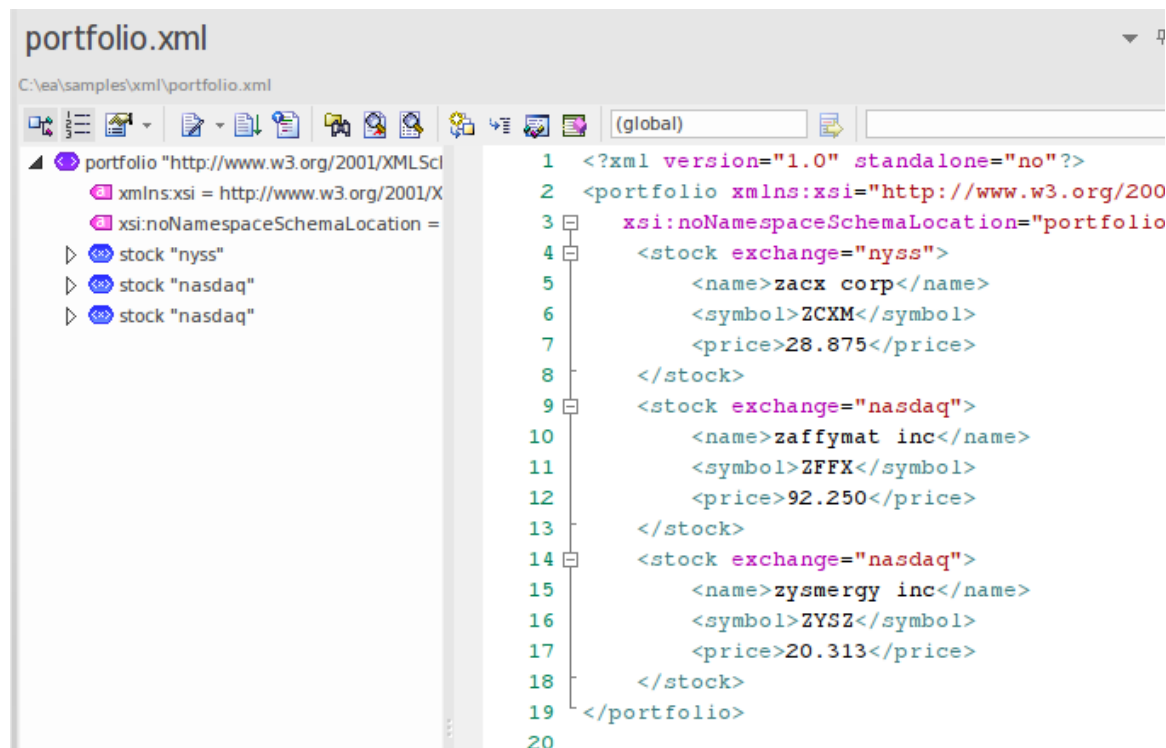 portfolio.xml
C:\ea\samples\xml\portfolio.xml
(global)
portfolio "http://www.w3.org/2001/XMLScl
xmlns:xsi = http://www.w3.org/2001/X
xsi:noNamespaceSchemaLocation =
stock "nyss"
stock "nasdaq"
stock "nasdaq"
1 <?xml version="1.0" standalone="no"?>
2 <portfolio xmlns:xsi="http://www.w3.org/200
3 xsi:noNamespaceSchemaLocation="portfolio
4 <stock exchange="nyss">
5 <name>zacx corp</name>
6 <symbol>ZCXM</symbol>
7 <price>28.875</price>
8 </stock>
9 <stock exchange="nasdaq">
10 <name>zaffymat inc</name>
11 <symbol>ZFFX</symbol>
12 <price>92.250</price>
13 </stock>
14 <stock exchange="nasdaq">
15 <name>zysmergy inc</name>
16 <symbol>ZYSZ</symbol>
17 <price>20.313</price>
18 </stock>
19 </portfolio>
20